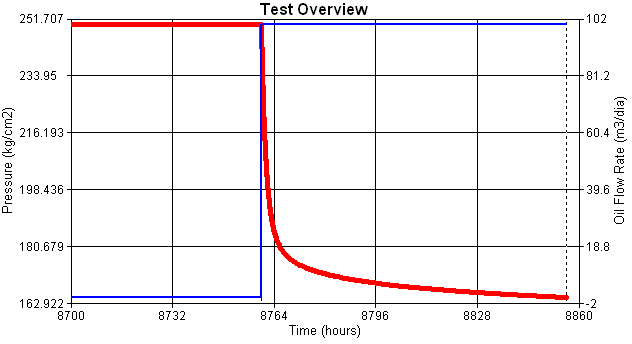 Test Overview
251.707
233.95
216.193
198.436
180.679
162.922
Pressure (kg/cm2)
102
81.2
60.4
39.6
18.8
-2
Oil Flow Rate (m3/dia)
8700 8732 8764 8796 8828 8860
Time (hours)